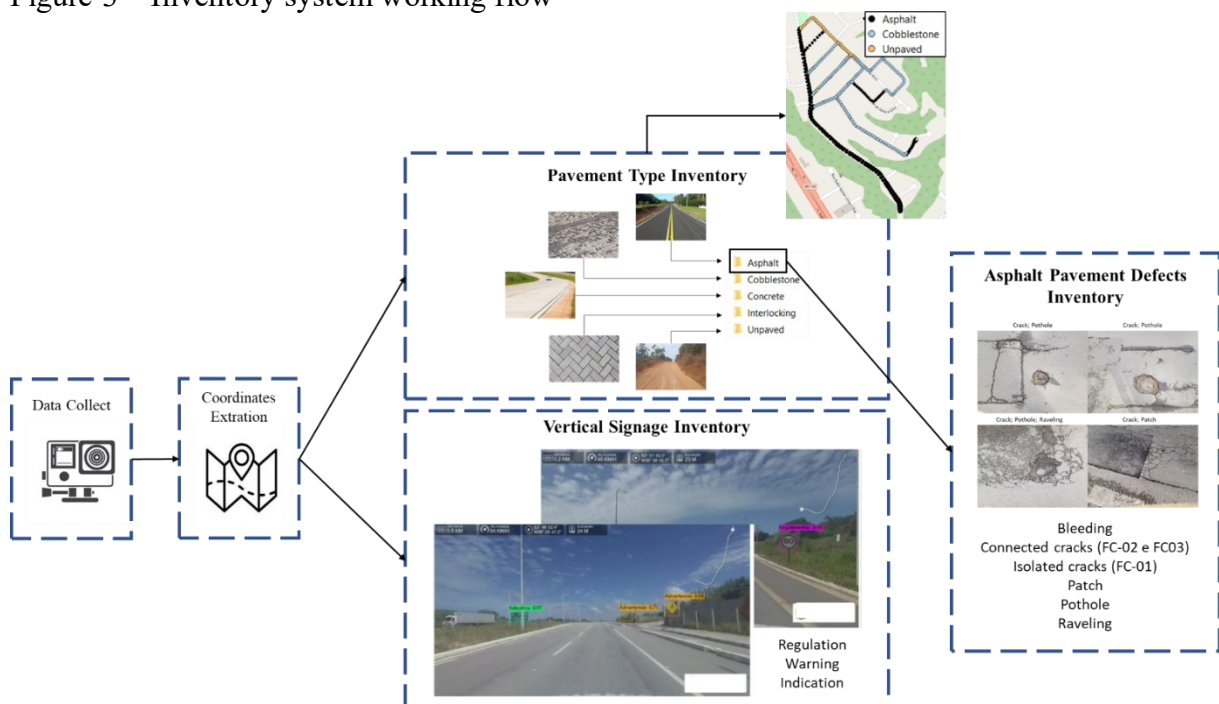 Figure 3 – Inventory system working flow
Asphalt
Cobblestone
Unpaved
Pavement Type Inventory
Asphalt
Cobblestone
Concrete
Interlocking
Unpaved
Data Collect
Coordinates
Extration
Vertical Signage Inventory
Regulation
Warning
Indication
Asphalt Pavement Defects
Inventory
Crack; Pothole
Crack; Pothole
Crack; Pothole; Raveling
Crack; Patch
Bleeding
Connected cracks (FC-02 e FC03)
Isolated cracks (FC-01)
Patch
Pothole
Raveling